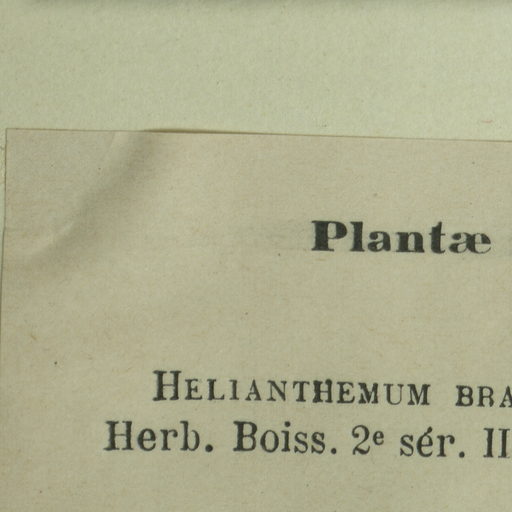 Plantæ
HELIANTHEMUM BRA
Herb. Boiss. 2e sér. II